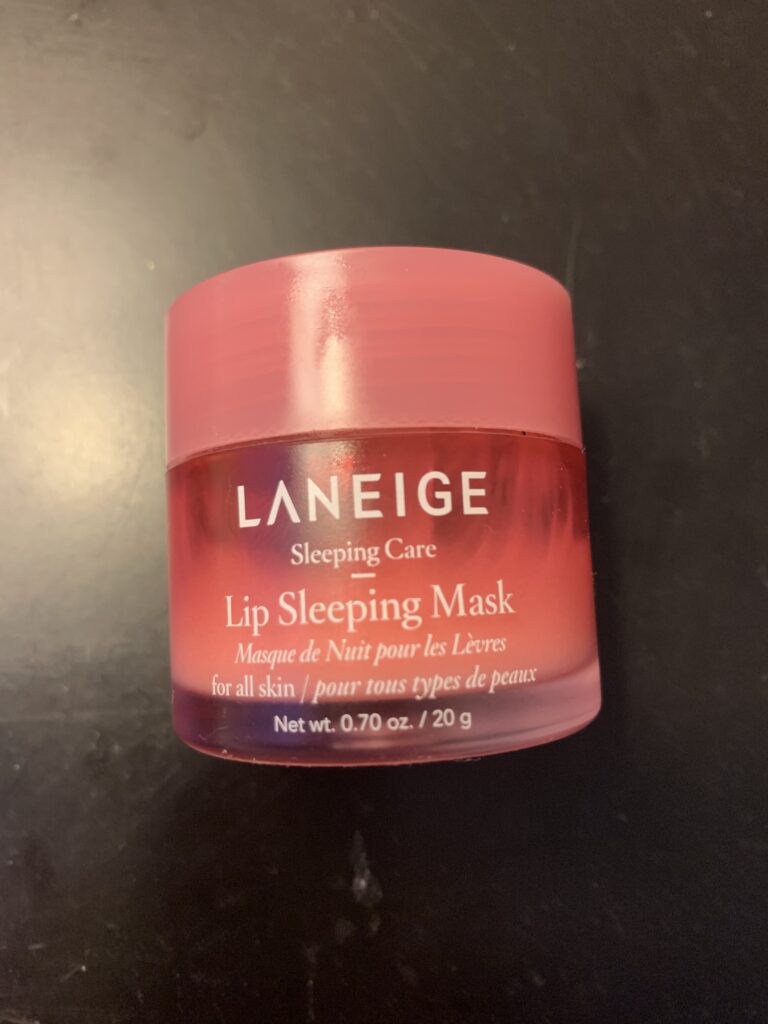 LANEIGE
Sleeping Care
Lip Sleeping Mask
Masque de Nuit pour les Lèvres
for all skin / pour tous types de peaux
Net wt. 0.70 oz. / 20 g